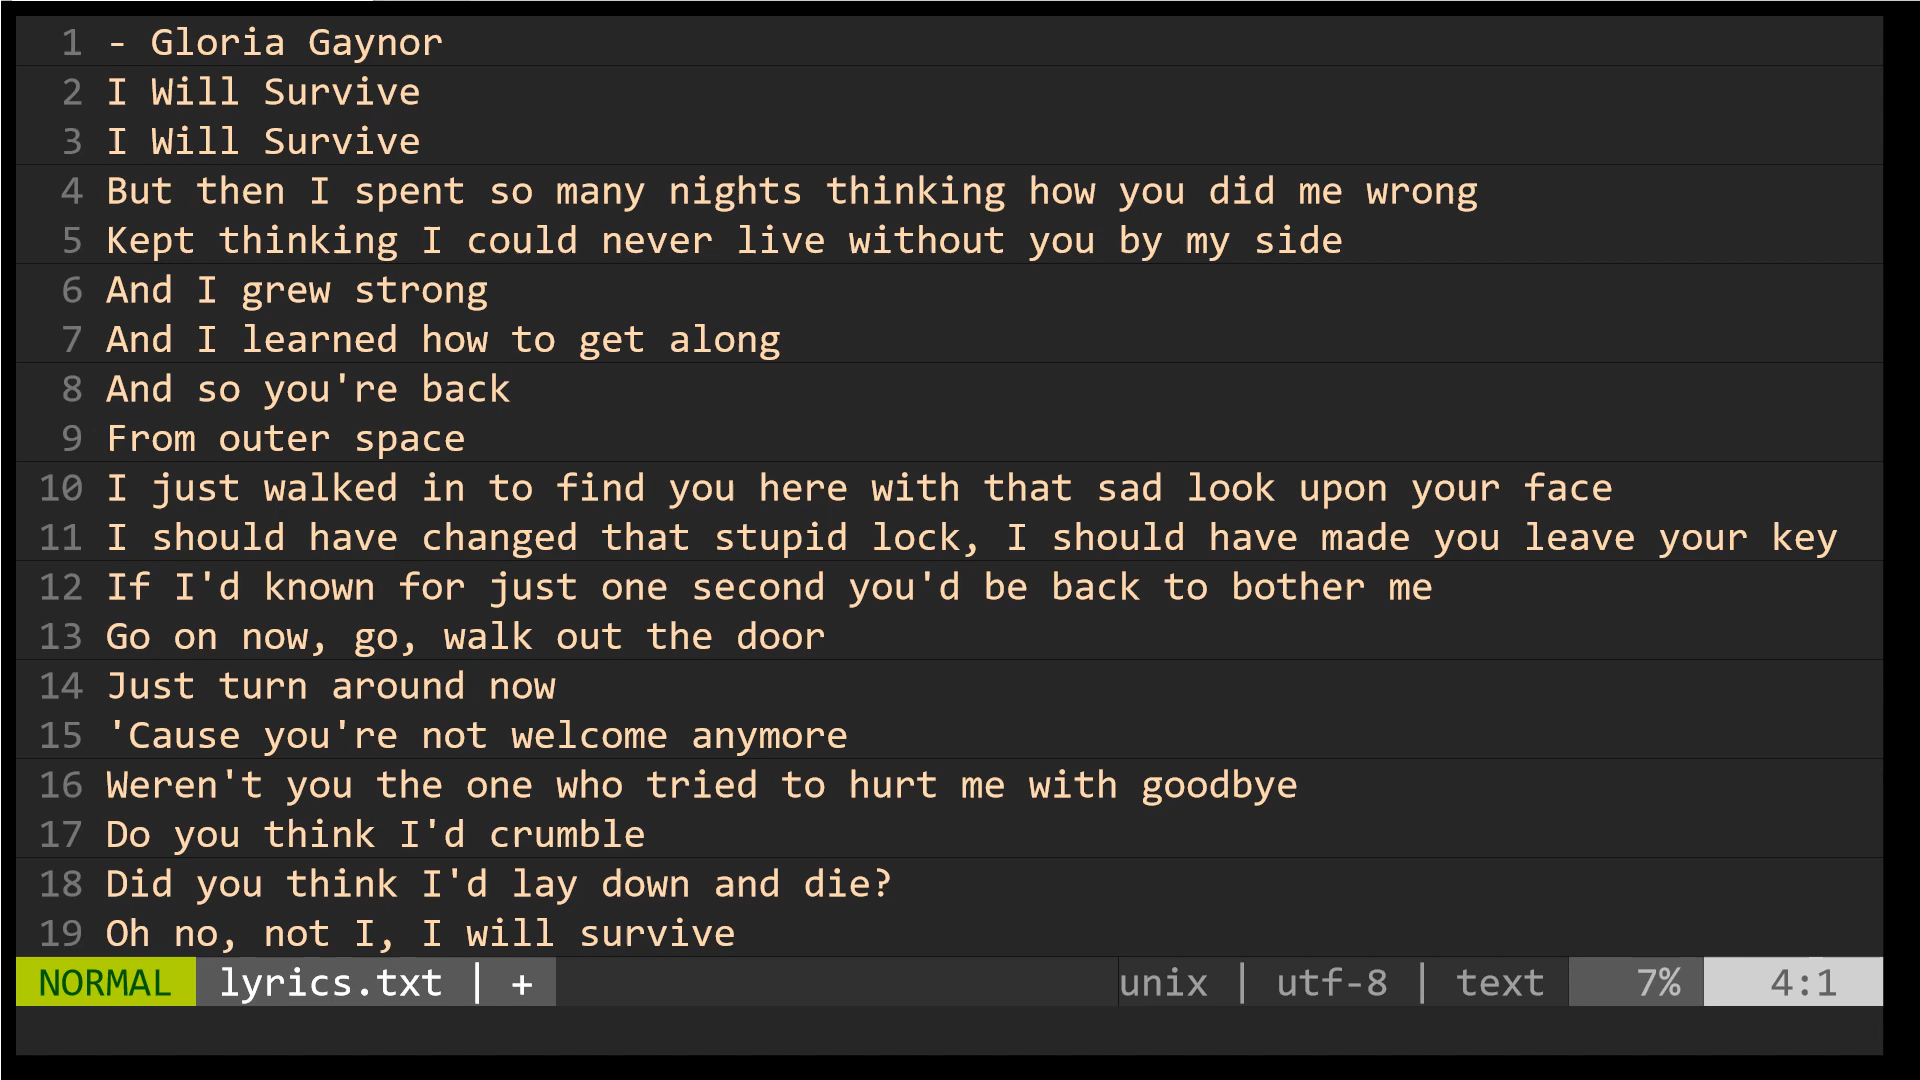 1 - Gloria Gaynor
2 I Will Survive
3 I Will Survive
4 But then I spent so many nights thinking how you did me wrong
5 Kept thinking I could never live without you by my side
6 And I grew strong
7 And I learned how to get along
8 And so you're back
9 From outer space
10 I just walked in to find you here with that sad look upon your face
11 I should have changed that stupid lock, I should have made you leave your key
12 If I'd known for just one second you'd be back to bother me
13 Go on now, go, walk out the door
14 Just turn around now
15 'Cause you're not welcome anymore
16 Weren't you the one who tried to hurt me with goodbye
17 Do you think I'd crumble
18 Did you think I'd lay down and die?
19 Oh no, not I, I will survive
NORMAL lyrics.txt | + unix | utf-8 | text 7% 4:1